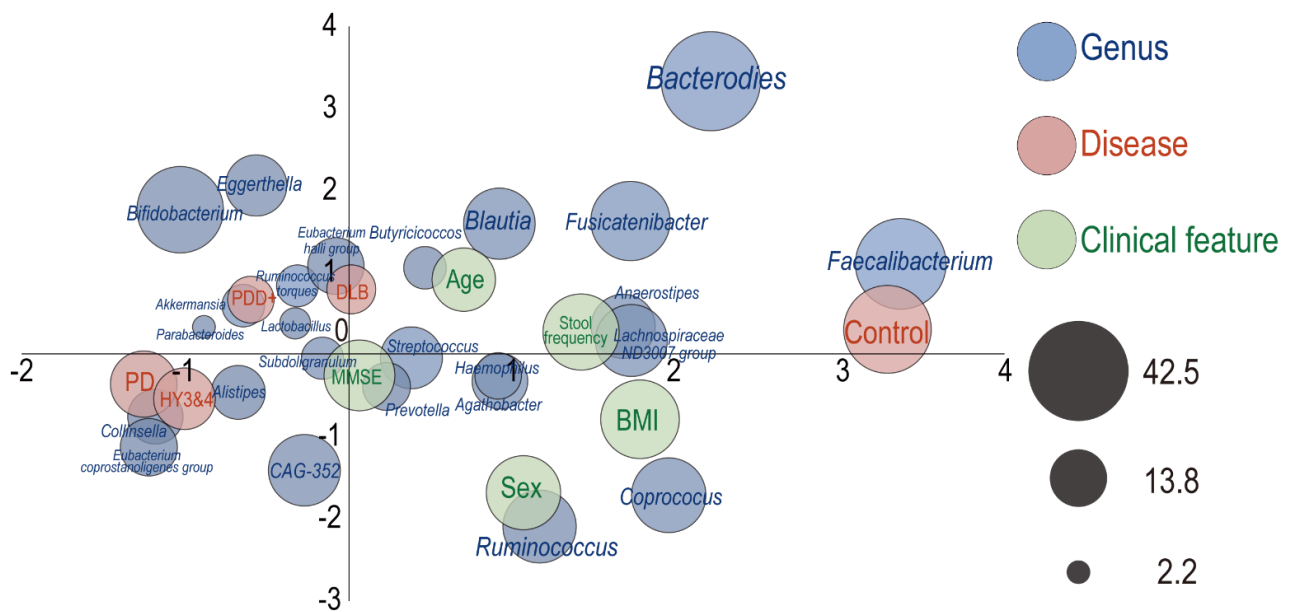 4
3
2
1
0
-1
-2
-3
-2
-1
1
2
3
4
Bacterodies
Eggerthella
Bifidobacterium
Blautia
Fusicatenibacter
Eubacterium
halli group
Butyricicoccos
Faecalibacterium
Ruminococcus
torques
PDD+
DLB
Age
Akkermansia
Parabacteroides
Lactobacillus
Anaerostipes
Stool
frequency
Lachnospiraceae
ND3007 group
Control
Subdoligranulum
Streptococcus
MMSE
Haemophilus
PD
HY3&4
Alistipes
Prevotella
Agathobacter
BMI
Collinsella
Eubacterium
coprostanoligenes group
CAG-352
Sex
Coprococus
Ruminococcus
Genus
Disease
Clinical feature
42.5
13.8
2.2